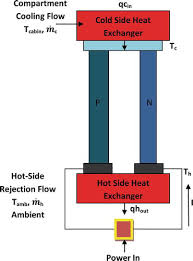 Compartment
Cooling Flow
Tcabin, ṁc
qcin
Cold Side Heat
Exchanger
Tc
P
N
Hot-Side
Rejection Flow
Tamb, ṁh
Ambient
Th
Hot Side Heat
Exchanger
I
qhout
Power In